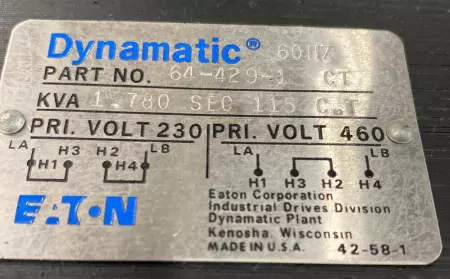 Dynamatic® 60H7
PART NO. 64-429-1 CT
KVA 1.780 SEC 115 C.T
PRI. VOLT 230
LA H3 H2 LB
H1 H4
PRI. VOLT 460
LA LB
H1 H3 H2 H4
EATON
Eaton Corporation
Industrial Drives Division
Dynamatic Plant
Kenosha, Wisconsin
MADE IN U.S.A. 42-58-1